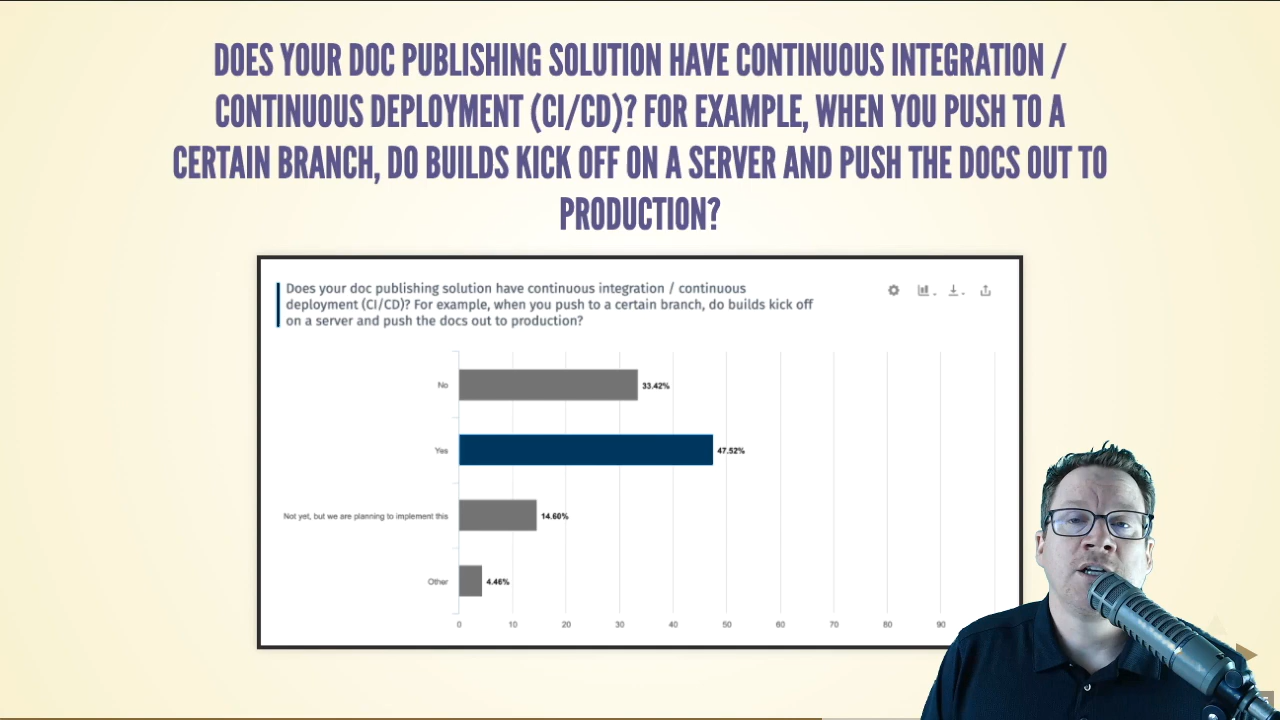 DOES YOUR DOC PUBLISHING SOLUTION HAVE CONTINUOUS INTEGRATION /
CONTINUOUS DEPLOYMENT (CI/CD)? FOR EXAMPLE, WHEN YOU PUSH TO A
CERTAIN BRANCH, DO BUILDS KICK OFF ON A SERVER AND PUSH THE DOCS OUT TO
PRODUCTION?
Does your doc publishing solution have continuous integration / continuous
deployment (CI/CD)? For example, when you push to a certain branch, do builds kick off
on a server and push the docs out to production?
No 33.42%
Yes 47.52%
Not yet, but we are planning to implement this 14.60%
Other 4.46%
0 10 20 30 40 50 60 70 80 90